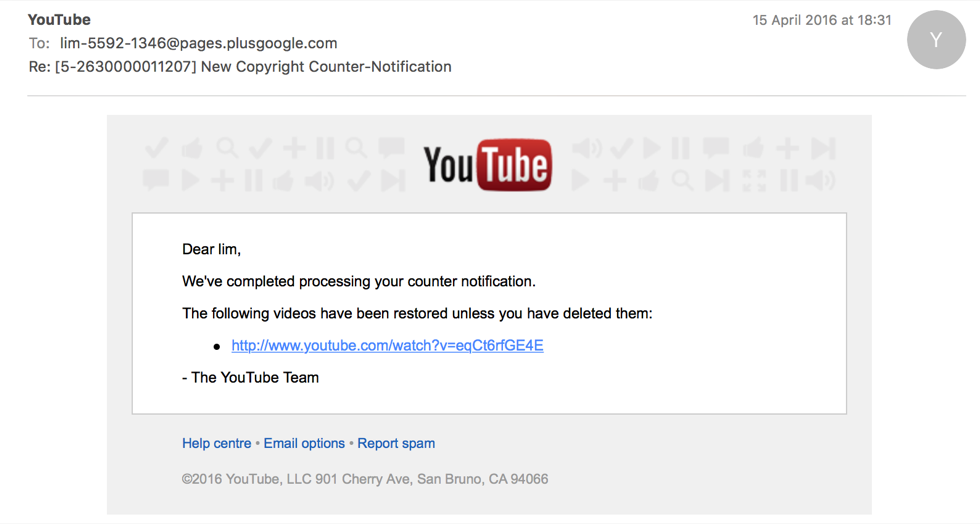 YouTube
15 April 2016 at 18:31
Y
To: lim-5592-1346@pages.plusgoogle.com
Re: [5-2630000011207] New Copyright Counter-Notification
YouTube
Dear lim,
We've completed processing your counter notification.
The following videos have been restored unless you have deleted them:
• http://www.youtube.com/watch?v=eqCt6rfGE4E
- The YouTube Team
Help centre • Email options • Report spam
©2016 YouTube, LLC 901 Cherry Ave, San Bruno, CA 94066